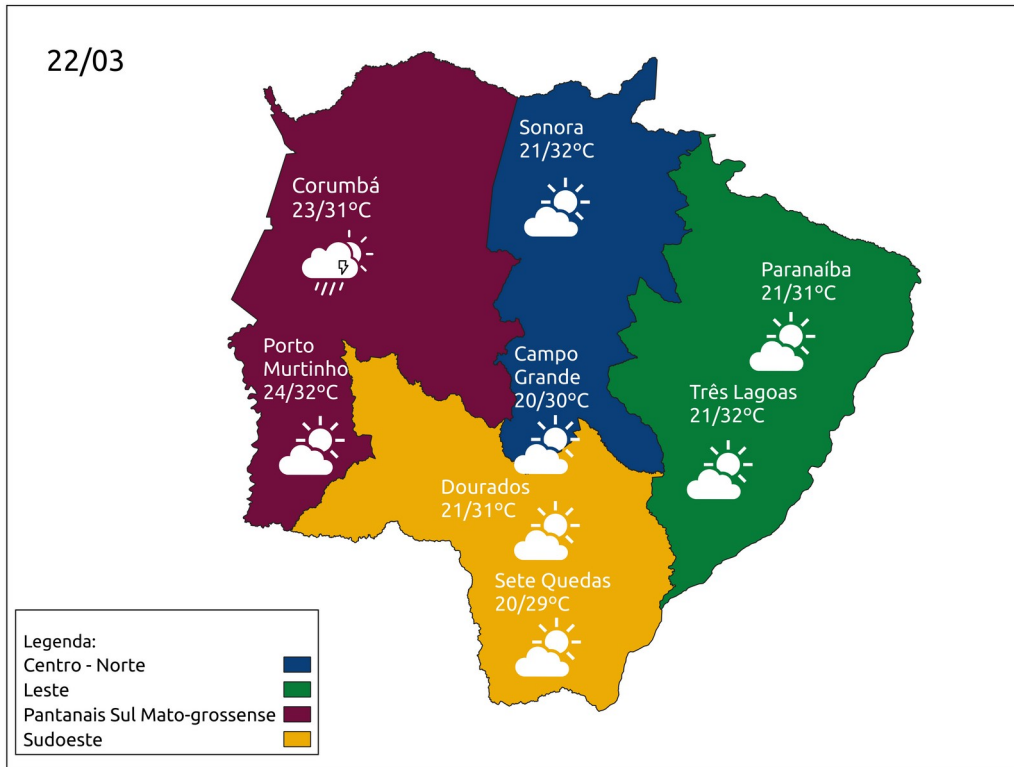 22/03
Sonora
21/32ºC
Corumbá
23/31ºC
Paranaíba
21/31ºC
Porto
Murtinho
24/32ºC
Campo
Grande
20/30ºC
Três Lagoas
21/32ºC
Dourados
21/31ºC
Sete Quedas
20/29ºC
Legenda:
Centro - Norte
Leste
Pantanais Sul Mato-grossense
Sudoeste